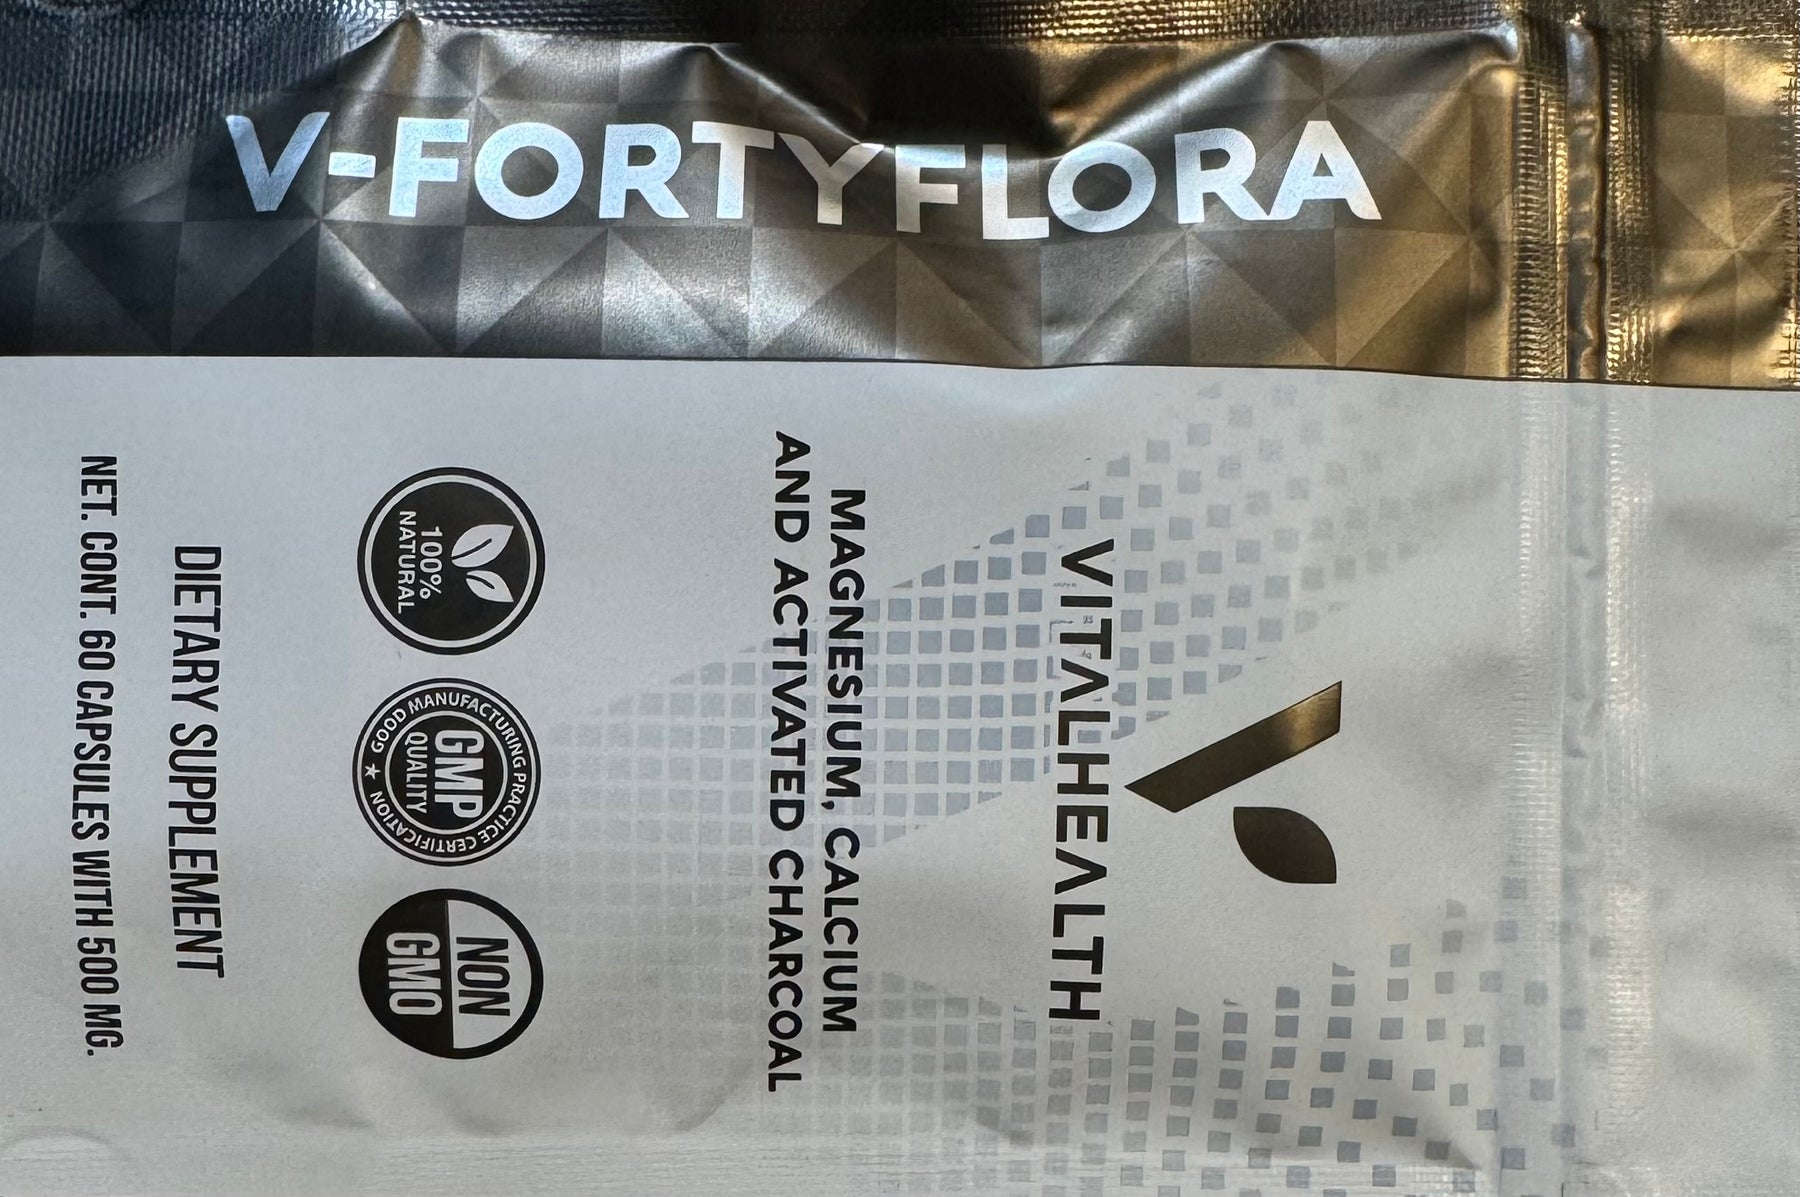 V-FORTYFLORA
VITALHEALTH
MAGNESIUM, CALCIUM
AND ACTIVATED CHARCOAL
100%
NATURAL
GOOD MANUFACTURING PRACTICE CERTIFICATION
GMP
QUALITY
NON
GMO
DIETARY SUPPLEMENT
NET. CONT. 60 CAPSULES WITH 500 MG.